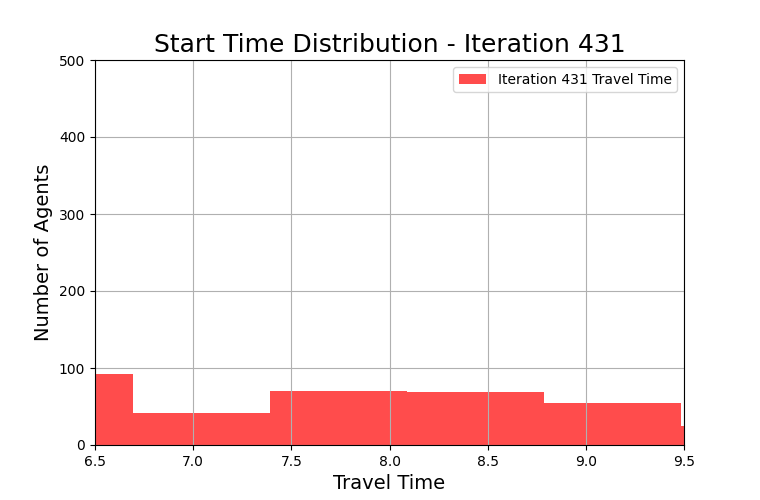 Start Time Distribution - Iteration 431
500
Iteration 431 Travel Time
400
300
200
100
0
Number of Agents
6.5 7.0 7.5 8.0 8.5 9.0 9.5
Travel Time